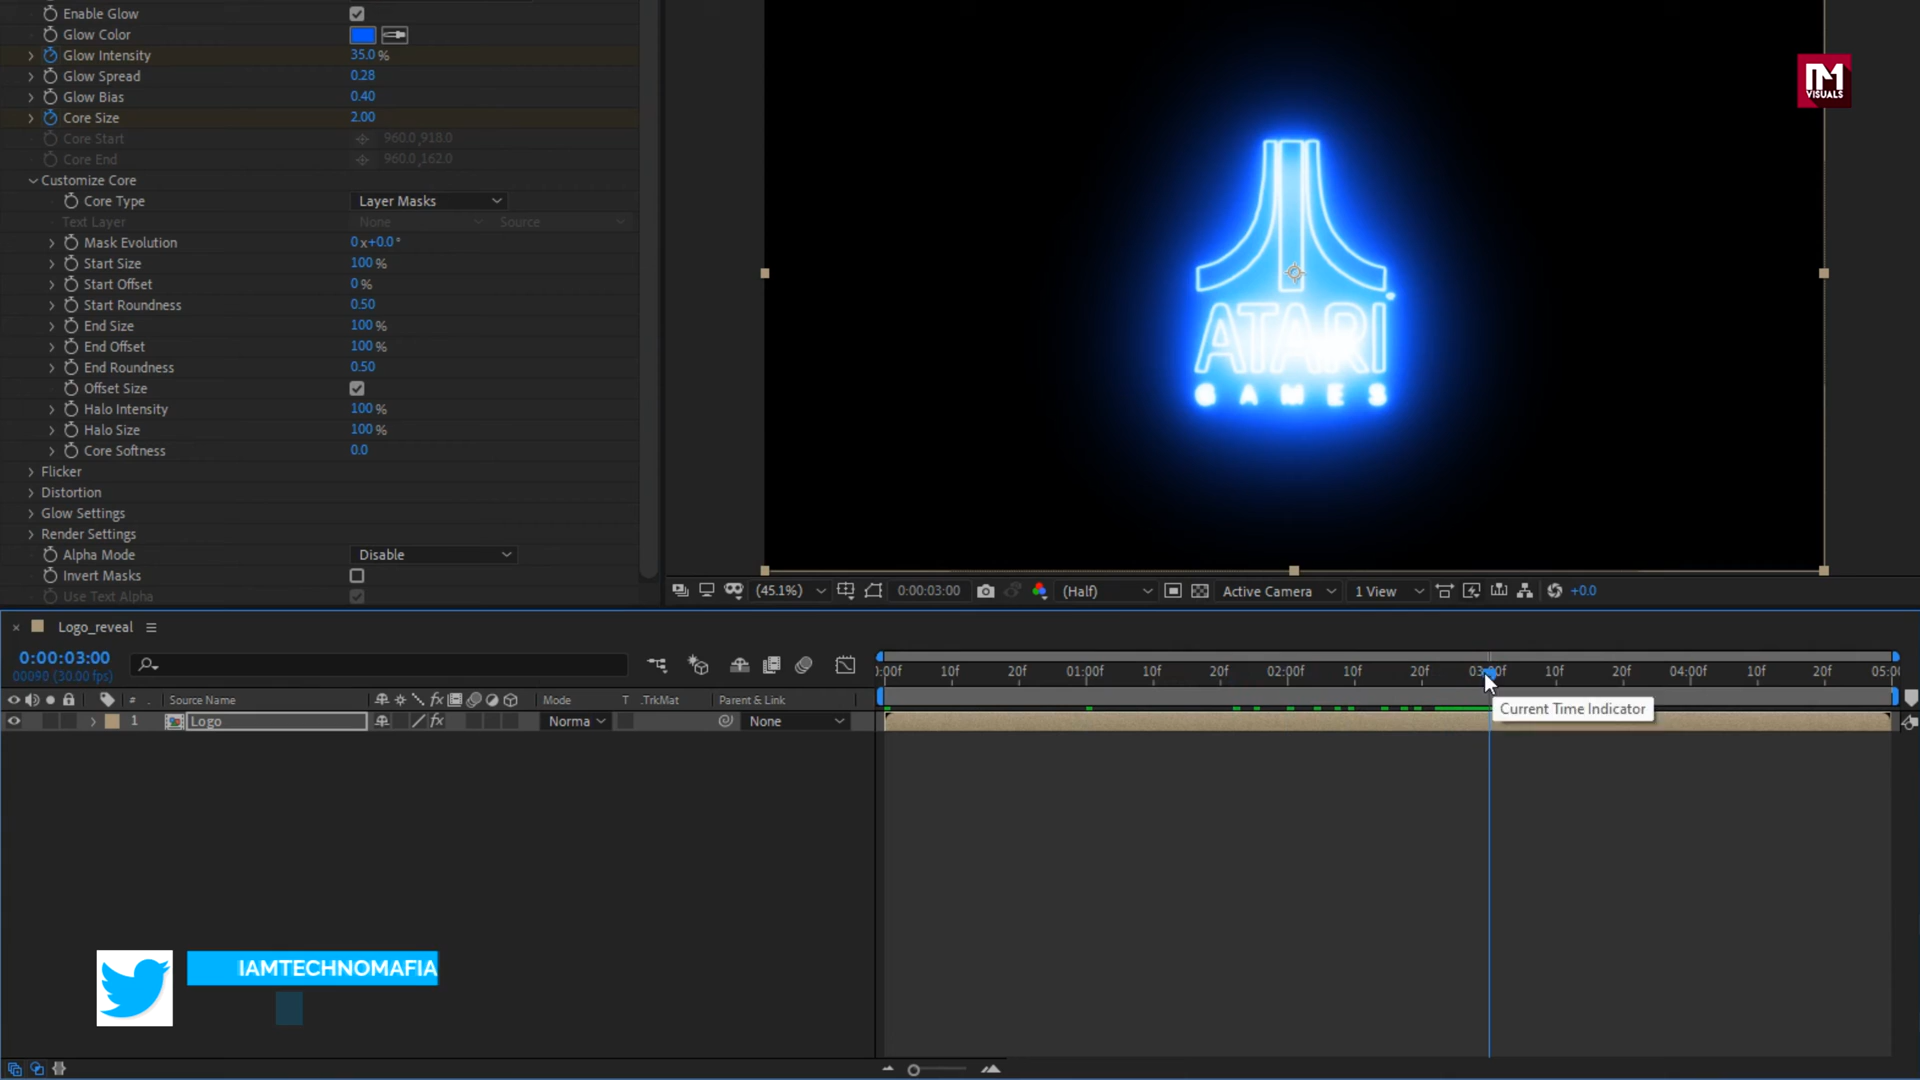 Enable Glow
Glow Color
Glow Intensity 35.0 %
Glow Spread 0.28
Glow Bias 0.40
Core Size 2.00
Core Start 960.0,918.0
Core End 960.0,162.0
Customize Core
Core Type Layer Masks
Text Layer None Source
Mask Evolution 0x+0.0°
Start Size 100 %
Start Offset 0 %
Start Roundness 0.50
End Size 100 %
End Offset 100 %
End Roundness 0.50
Offset Size
Halo Intensity 100 %
Halo Size 100 %
Core Softness 0.0
Flicker
Distortion
Glow Settings
Render Settings
Alpha Mode Disable
Invert Masks
Use Text Alpha
ATARI
GAMES
TM
VISUALS
(45.1%) 0:00:03:00 (Half) Active Camera 1 View +0.0
Logo_reveal
0:00:03:00
00090 (30.00 fps)
# Source Name fx Mode T .TrkMat Parent & Link
1 Logo fx Norma None
):00f 10f 20f 01:00f 10f 20f 02:00f 10f 20f 03:00f 10f 20f 04:00f 10f 20f 05:0
Current Time Indicator
IAMTECHNOMAFIA